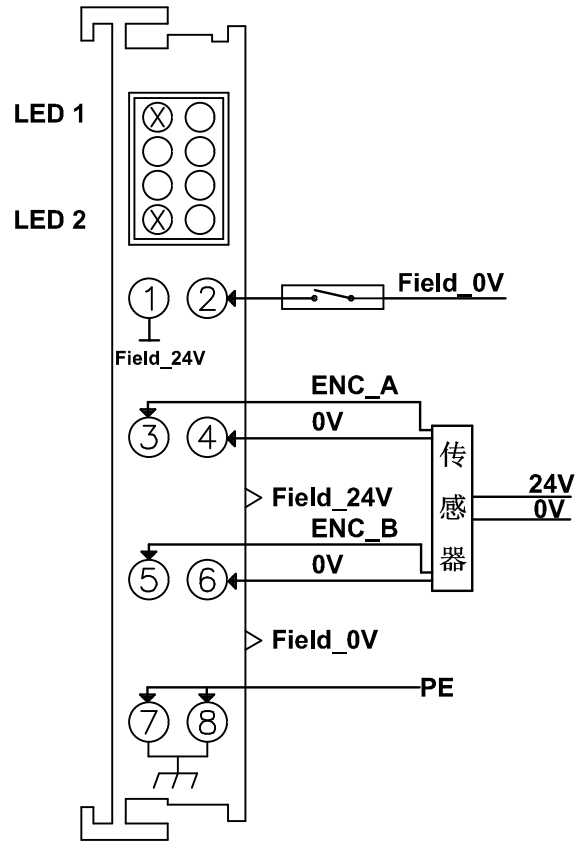 LED 1
LED 2
1
2
Field_0V
Field_24V
ENC_A
3
4
0V
传感器
24V
0V
Field_24V
ENC_B
5
6
0V
Field_0V
PE
7
8